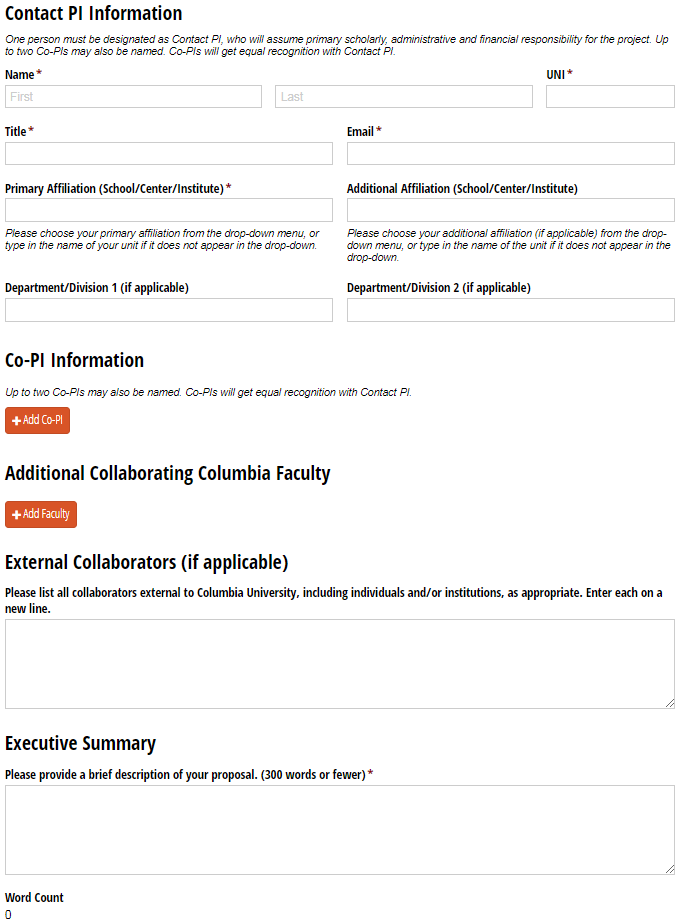 Contact PI Information
One person must be designated as Contact PI, who will assume primary scholarly, administrative and financial responsibility for the project. Up
to two Co-PIs may also be named. Co-PIs will get equal recognition with Contact PI.
Name * UNI *
First Last
Title * Email *
Primary Affiliation (School/Center/Institute) * Additional Affiliation (School/Center/Institute)
Please choose your primary affiliation from the drop-down menu, or
type in the name of your unit if it does not appear in the drop-down.
Please choose your additional affiliation (if applicable) from the drop-
down menu, or type in the name of the unit if it does not appear in the
drop-down.
Department/Division 1 (if applicable) Department/Division 2 (if applicable)
Co-PI Information
Up to two Co-PIs may also be named. Co-PIs will get equal recognition with Contact PI.
+ Add Co-PI
Additional Collaborating Columbia Faculty
+ Add Faculty
External Collaborators (if applicable)
Please list all collaborators external to Columbia University, including individuals and/or institutions, as appropriate. Enter each on a
new line.
Executive Summary
Please provide a brief description of your proposal. (300 words or fewer) *
Word Count
0